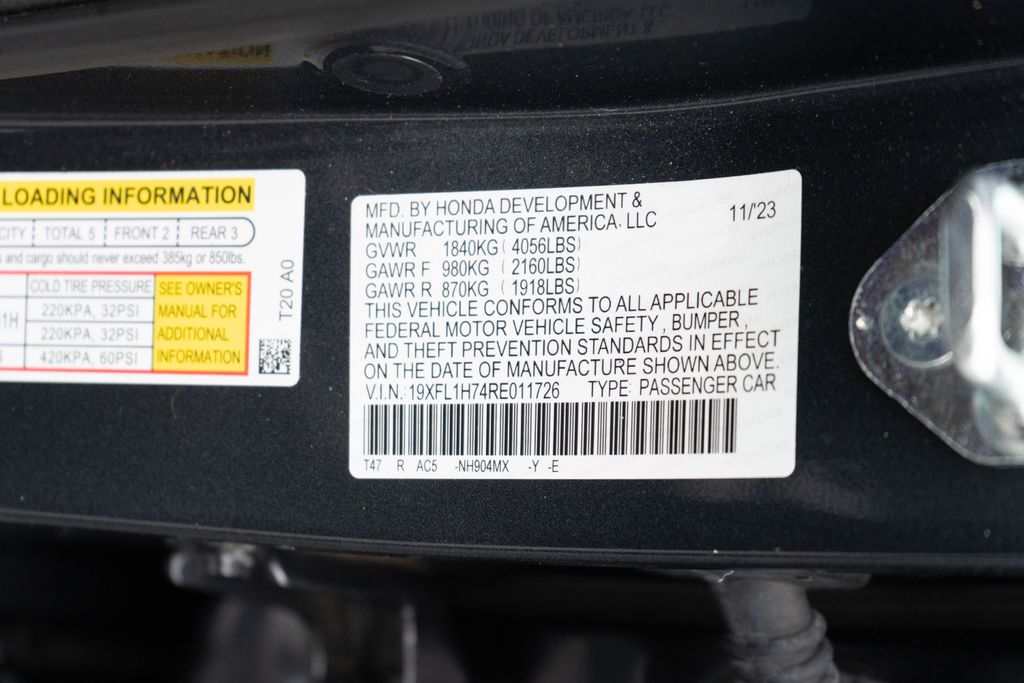 LOADING INFORMATION
CITY TOTAL 5 FRONT 2 REAR 3
s and cargo should never exceed 385kg or 850lbs.
COLD TIRE PRESSURE
220KPA, 32PSI
220KPA, 32PSI
420KPA, 60PSI
SEE OWNER'S
MANUAL FOR
ADDITIONAL
INFORMATION
1H
T20 A0
MFD. BY HONDA DEVELOPMENT &
MANUFACTURING OF AMERICA, LLC 11/'23
GVWR 1840KG (4056LBS)
GAWR F 980KG (2160LBS)
GAWR R 870KG (1918LBS)
THIS VEHICLE CONFORMS TO ALL APPLICABLE
FEDERAL MOTOR VEHICLE SAFETY, BUMPER,
AND THEFT PREVENTION STANDARDS IN EFFECT
ON THE DATE OF MANUFACTURE SHOWN ABOVE.
V.I.N.: 19XFL1H74RE011726 TYPE: PASSENGER CAR
T47 R AC5 -NH904MX -Y -E